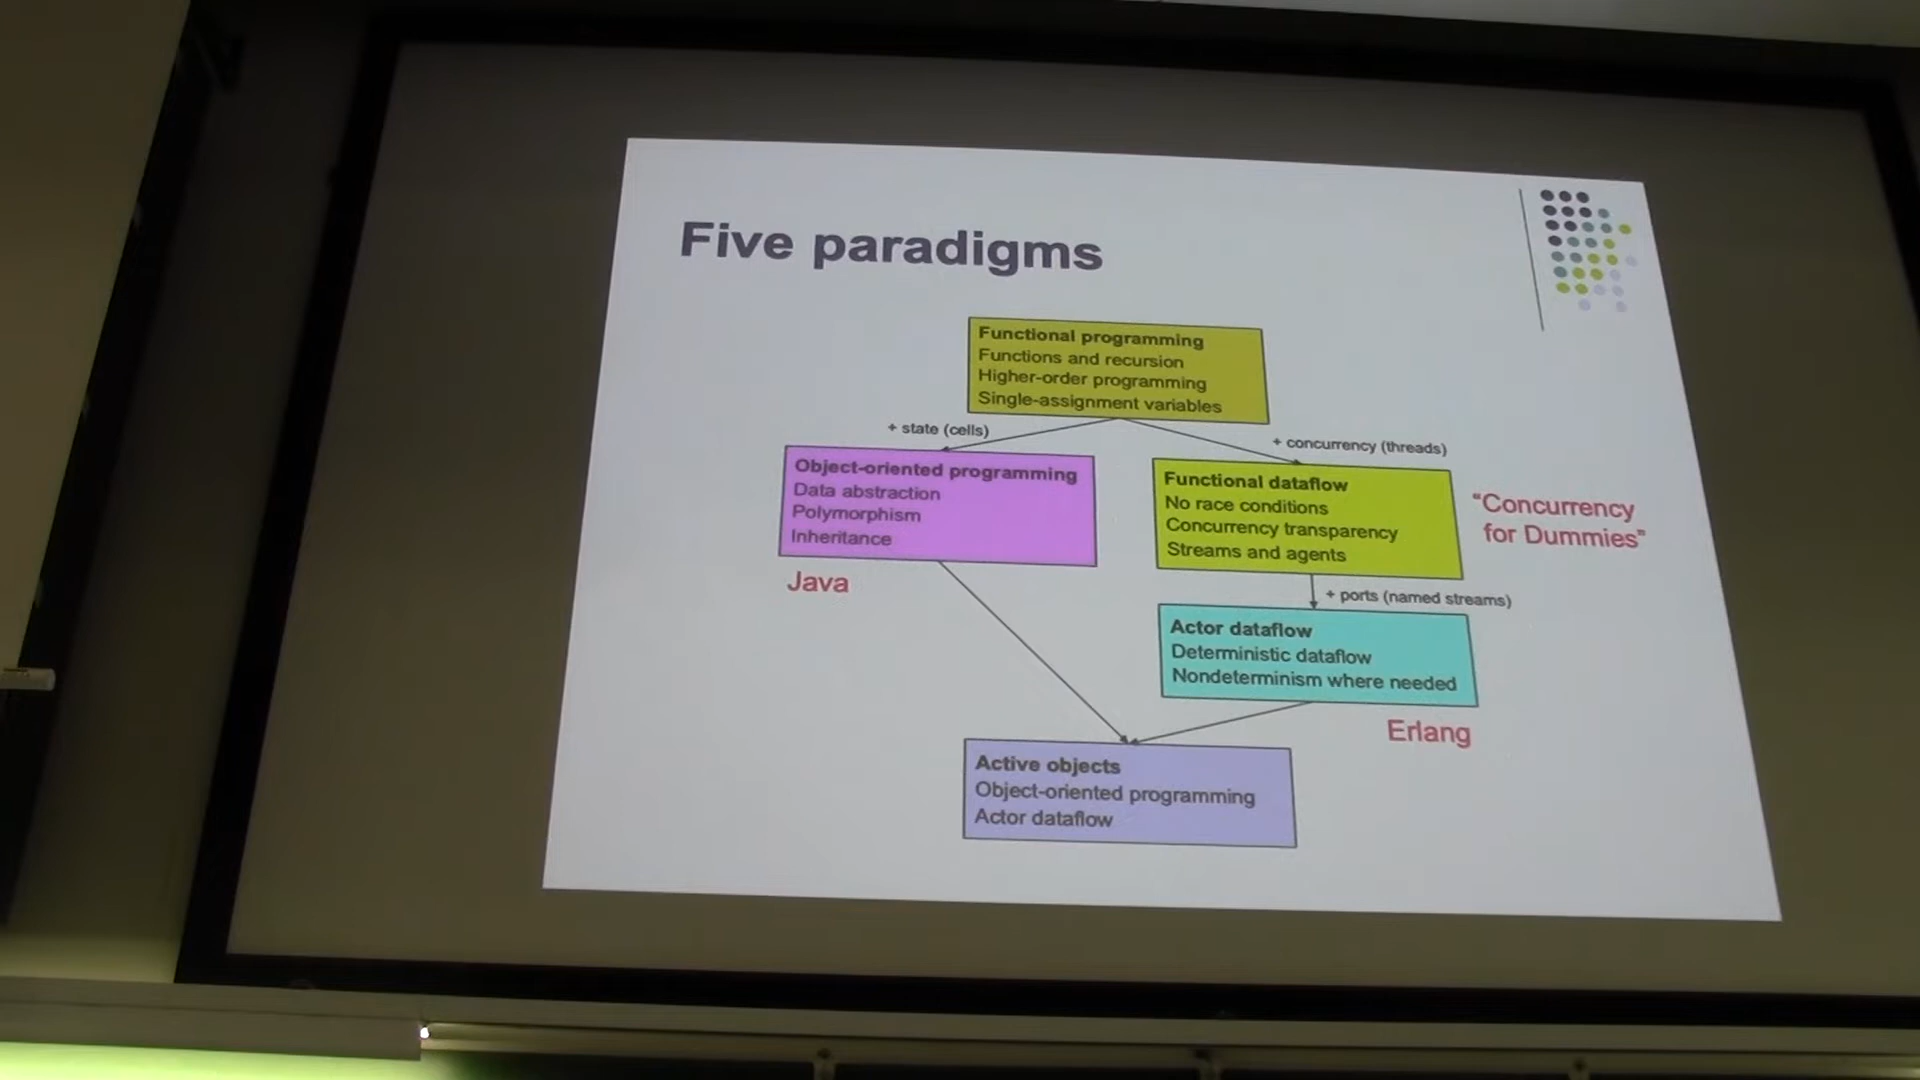 Five paradigms
Functional programming
Functions and recursion
Higher-order programming
Single-assignment variables
+ state (cells)
+ concurrency (threads)
Object-oriented programming
Data abstraction
Polymorphism
Inheritance
Java
Functional dataflow
No race conditions
Concurrency transparency
Streams and agents
"Concurrency
for Dummies"
+ ports (named streams)
Actor dataflow
Deterministic dataflow
Nondeterminism where needed
Erlang
Active objects
Object-oriented programming
Actor dataflow